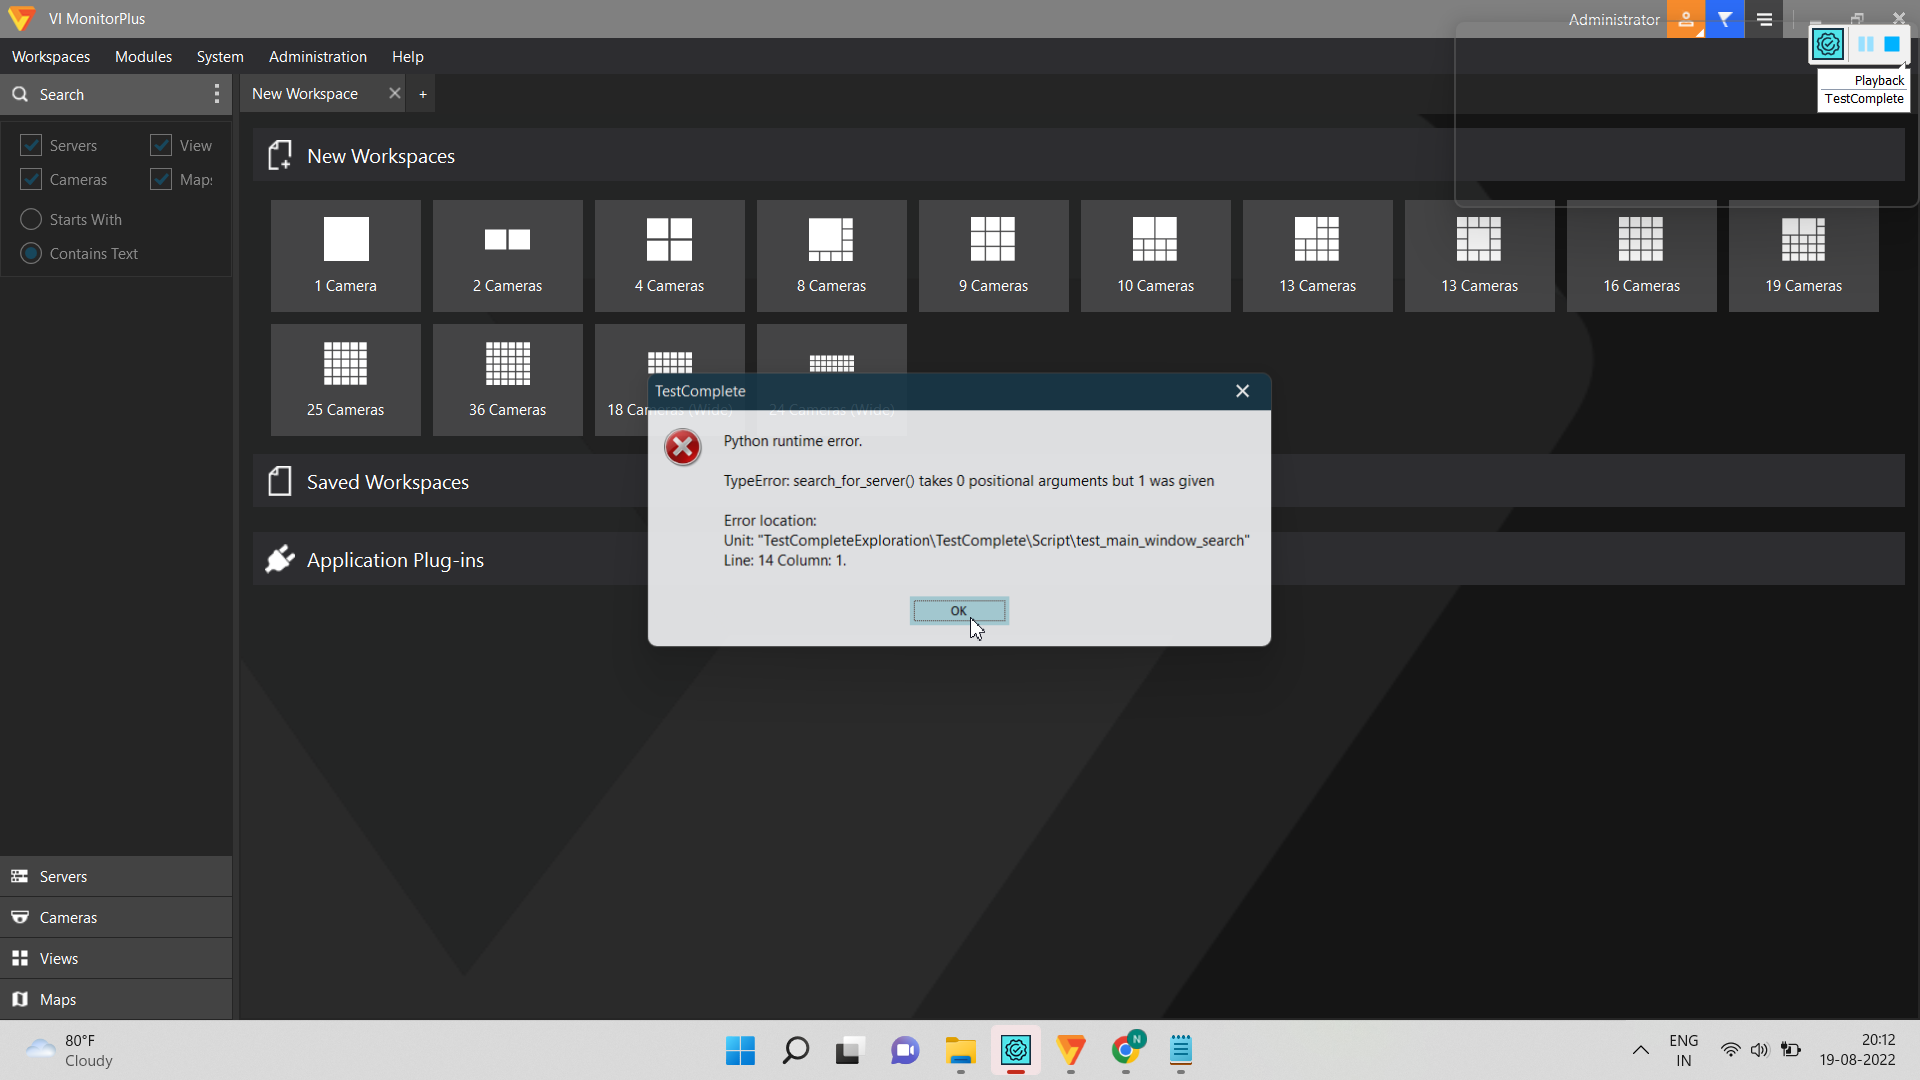 VI MonitorPlus
Administrator
Workspaces Modules System Administration Help
Playback
TestComplete
Search
New Workspace
+
Servers View
Cameras Maps
Starts With
Contains Text
New Workspaces
1 Camera 2 Cameras 4 Cameras 8 Cameras 9 Cameras 10 Cameras 13 Cameras 13 Cameras 16 Cameras 19 Cameras
25 Cameras 36 Cameras 18 Cameras (Wide) 24 Cameras (Wide)
TestComplete
Python runtime error.
TypeError: search_for_server() takes 0 positional arguments but 1 was given
Error location:
Unit: "TestCompleteExploration\TestComplete\Script\test_main_window_search"
Line: 14 Column: 1.
OK
Saved Workspaces
Application Plug-ins
Servers
Cameras
Views
Maps
80°F
Cloudy
N
ENG
IN
20:12
19-08-2022